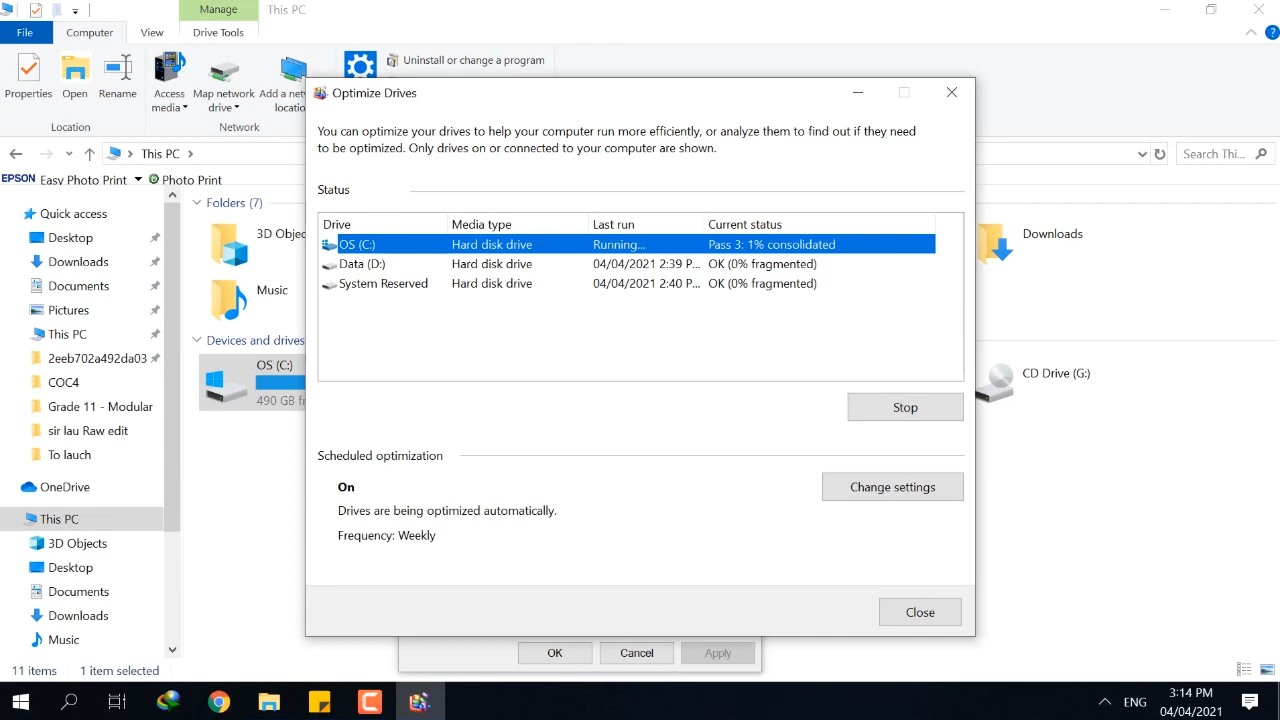 Manage
This PC
File
Computer
View
Drive Tools
Properties
Open
Rename
Access
media
Map network
drive
Add a net
locatio
Uninstall or change a program
Location
Network
This PC
Search Thi...
EPSON Easy Photo Print
Photo Print
Optimize Drives
You can optimize your drives to help your computer run more efficiently, or analyze them to find out if they need
to be optimized. Only drives on or connected to your computer are shown.
Status
Drive Media type Last run Current status
OS (C:) Hard disk drive Running... Pass 3: 1% consolidated
Data (D:) Hard disk drive 04/04/2021 2:39 P... OK (0% fragmented)
System Reserved Hard disk drive 04/04/2021 2:40 P... OK (0% fragmented)
Stop
Scheduled optimization
On
Change settings
Drives are being optimized automatically.
Frequency: Weekly
Close
OK
Cancel
Apply
Quick access
Desktop
Downloads
Documents
Pictures
This PC
2eeb702a492da03
COC4
Grade 11 - Modular
sir lau Raw edit
To lauch
OneDrive
This PC
3D Objects
Desktop
Documents
Downloads
Music
Folders (7)
3D Objec
Music
Downloads
Devices and drives
OS (C:)
490 GB fr
CD Drive (G:)
11 items
1 item selected
ENG
3:14 PM
04/04/2021